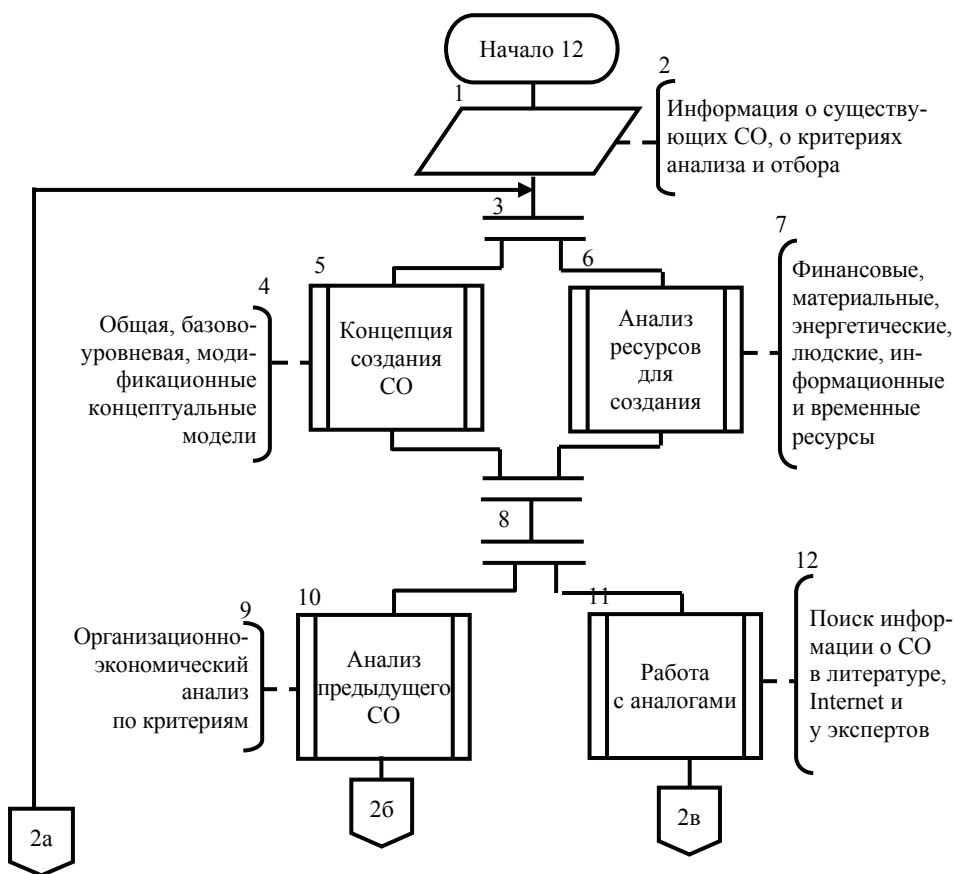 Начало 12
1
2
Информация о существу-
ющих СО, о критериях
анализа и отбора
3
4
Общая, базово-
уровневая, моди-
фикационные
концептуальные
модели
5
Концепция
создания
СО
6
Анализ
ресурсов
для
создания
7
Финансовые,
материальные,
энергетические,
людские, ин-
формационные
и временные
ресурсы
8
9
Организационно-
экономический
анализ
по критериям
10
Анализ
предыдущего
СО
11
Работа
с аналогами
12
Поиск инфор-
мации о СО
в литературе,
Internet и
у экспертов
2а
2б
2в